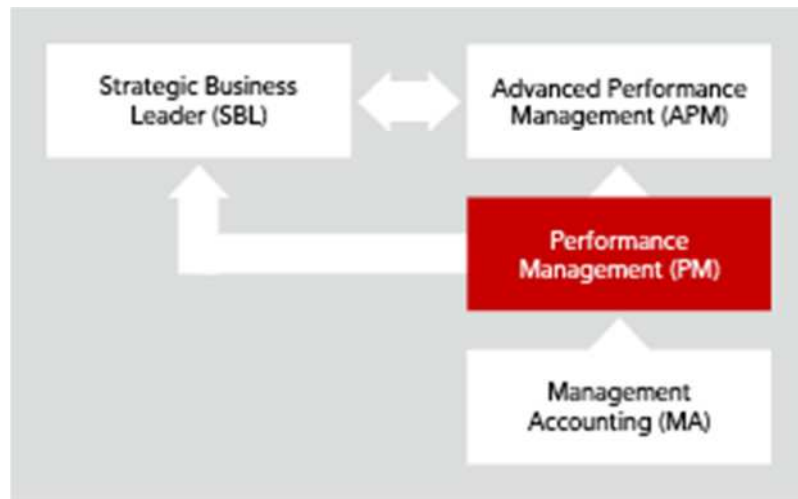 Strategic Business
Leader (SBL)
Advanced Performance
Management (APM)
Performance
Management (PM)
Management
Accounting (MA)